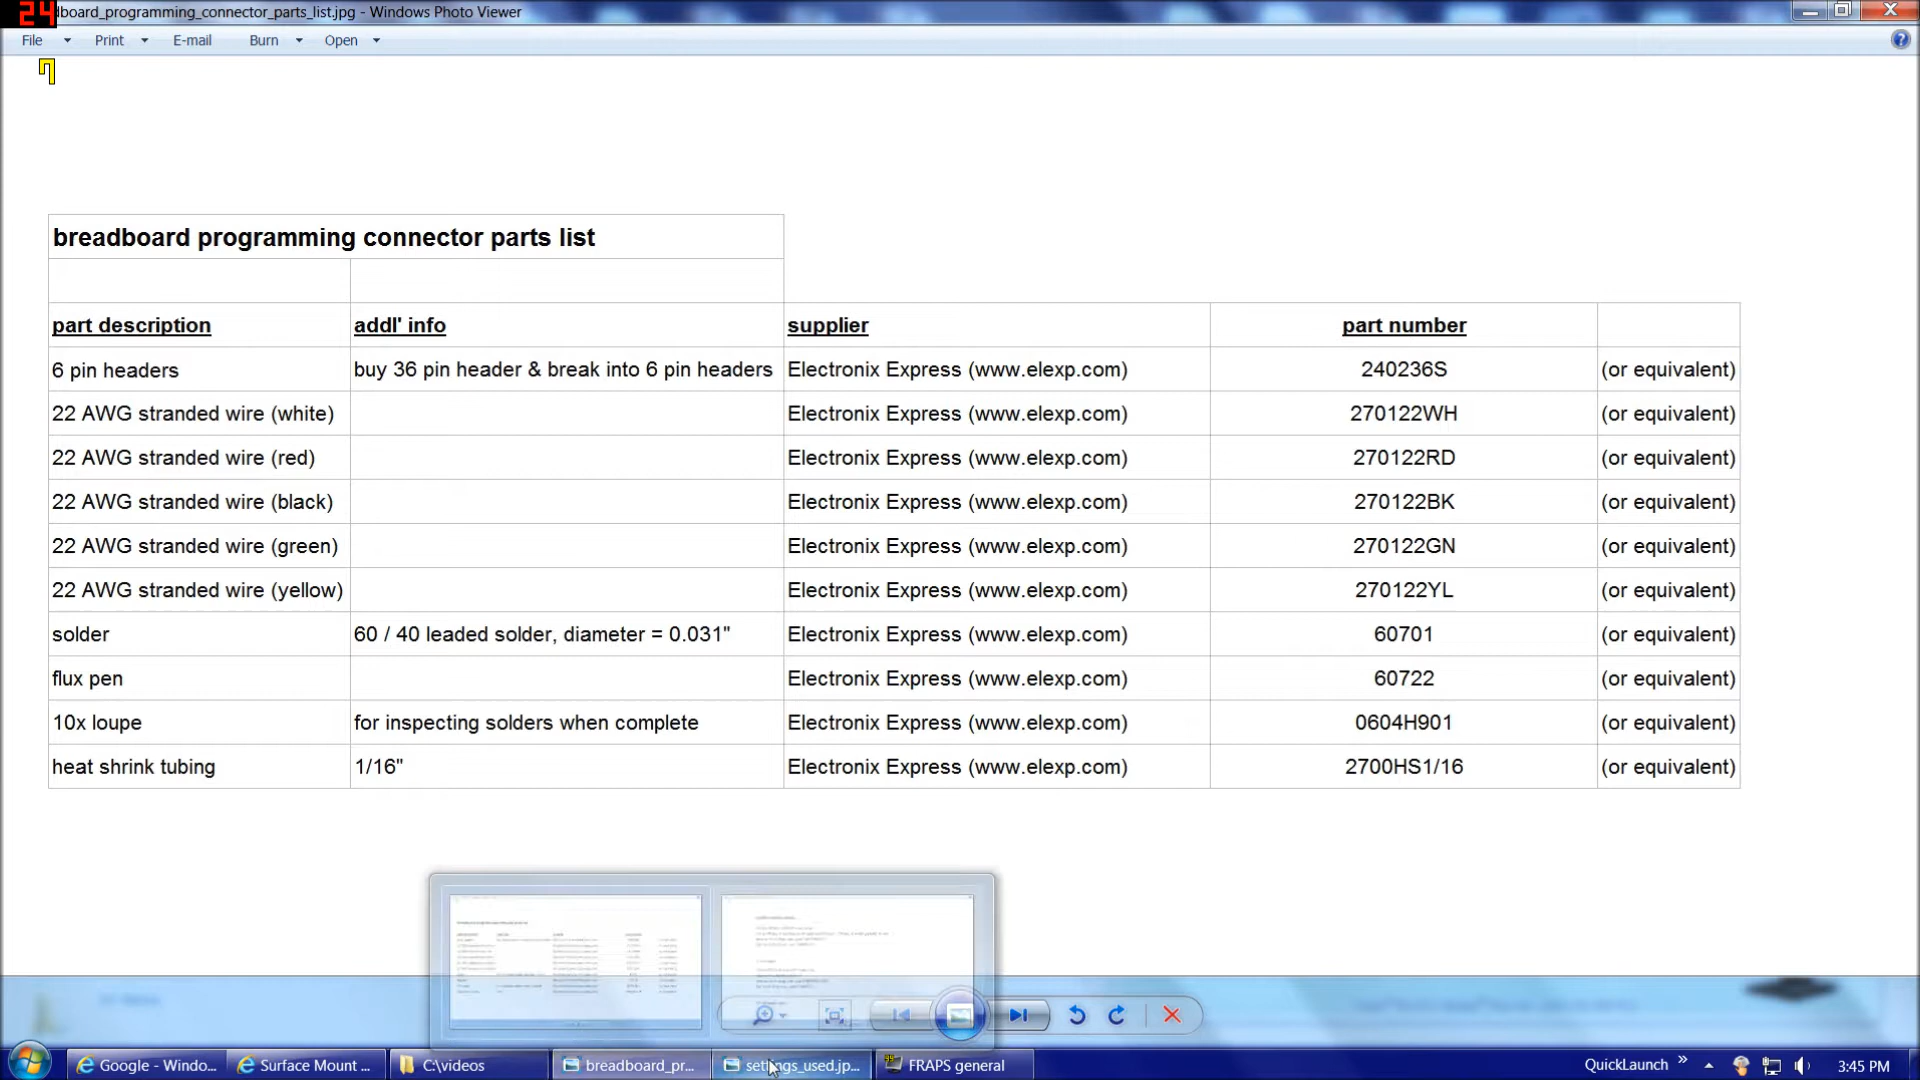 24
dboard_programming_connector_parts_list.jpg - Windows Photo Viewer
File Print E-mail Burn Open
breadboard programming connector parts list
part description addl' info supplier part number
6 pin headers buy 36 pin header & break into 6 pin headers Electronix Express (www.elexp.com) 240236S (or equivalent)
22 AWG stranded wire (white) Electronix Express (www.elexp.com) 270122WH (or equivalent)
22 AWG stranded wire (red) Electronix Express (www.elexp.com) 270122RD (or equivalent)
22 AWG stranded wire (black) Electronix Express (www.elexp.com) 270122BK (or equivalent)
22 AWG stranded wire (green) Electronix Express (www.elexp.com) 270122GN (or equivalent)
22 AWG stranded wire (yellow) Electronix Express (www.elexp.com) 270122YL (or equivalent)
solder 60 / 40 leaded solder, diameter = 0.031" Electronix Express (www.elexp.com) 60701 (or equivalent)
flux pen Electronix Express (www.elexp.com) 60722 (or equivalent)
10x loupe for inspecting solders when complete Electronix Express (www.elexp.com) 0604H901 (or equivalent)
heat shrink tubing 1/16" Electronix Express (www.elexp.com) 2700HS1/16 (or equivalent)
Google - Windo... Surface Mount ... C:\videos breadboard_pr... settings_used.jp... FRAPS general QuickLaunch 3:45 PM